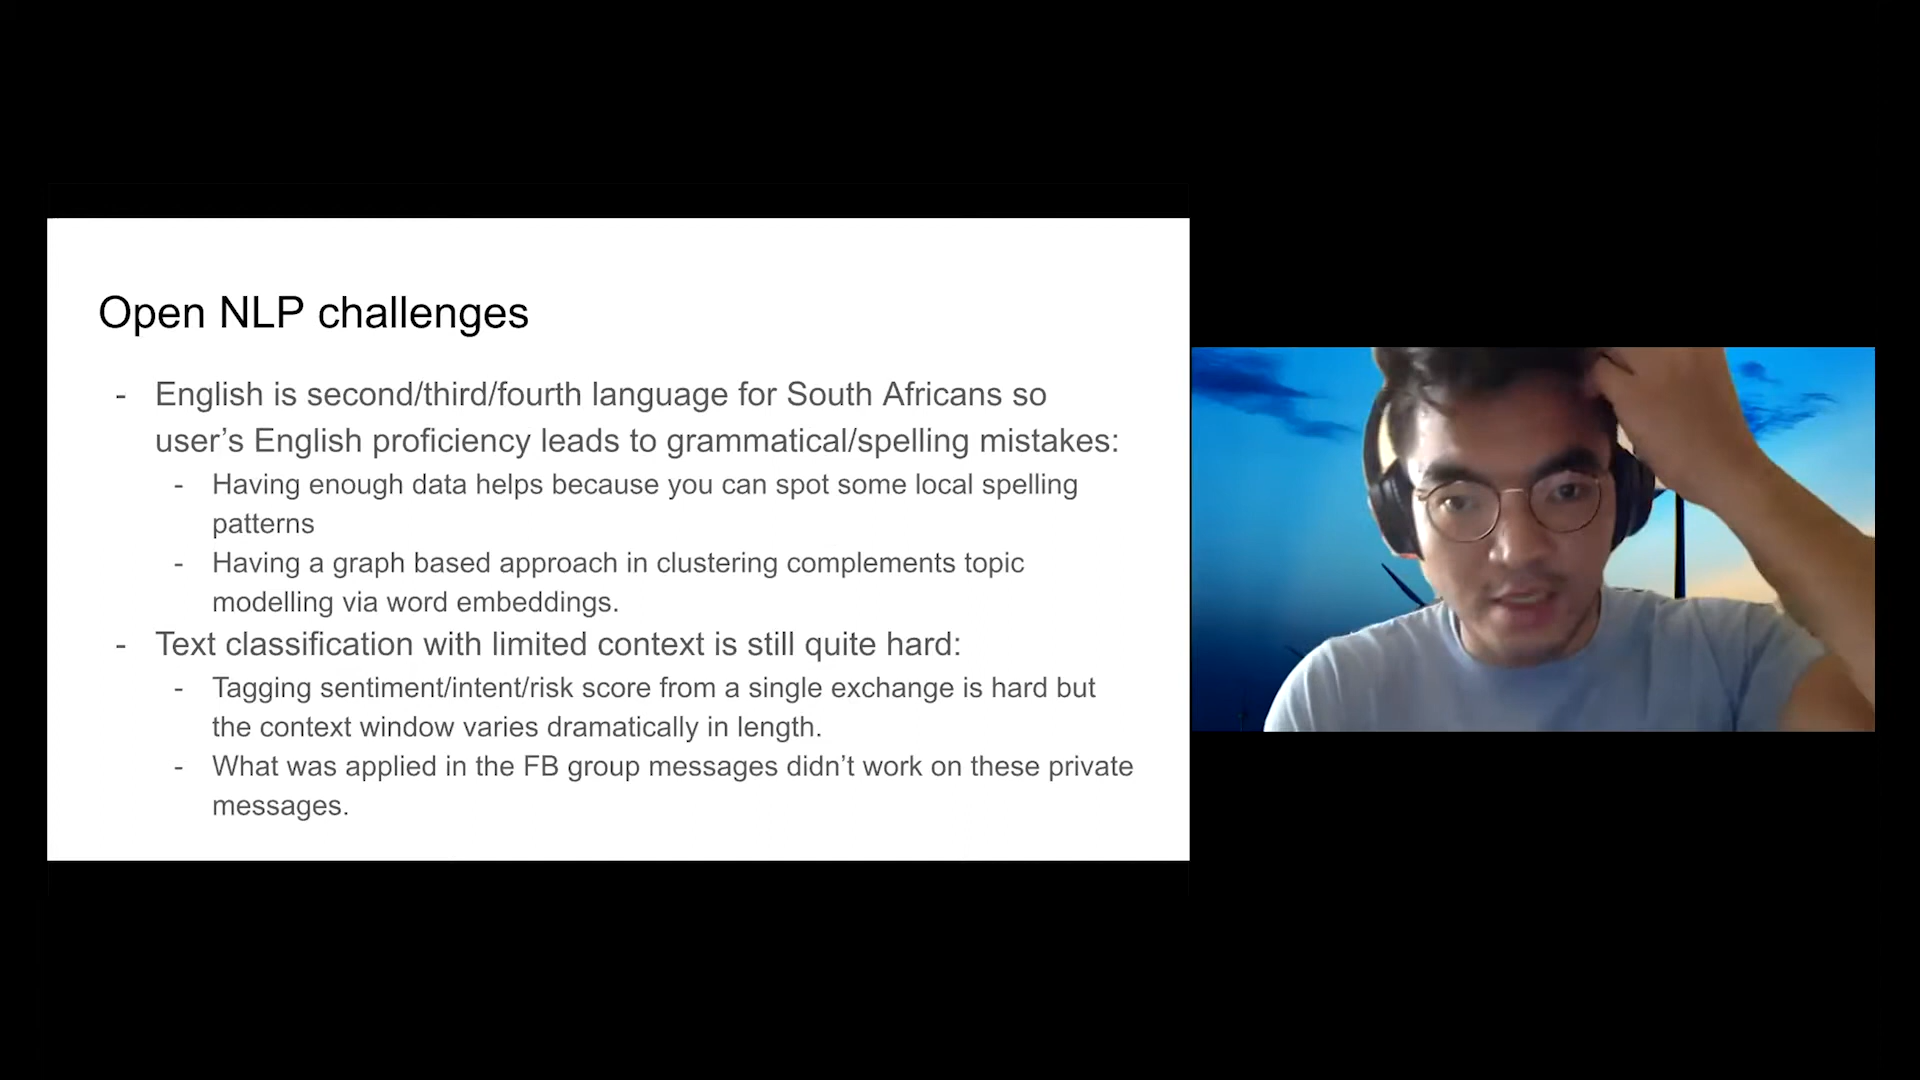 Open NLP challenges
- English is second/third/fourth language for South Africans so
user’s English proficiency leads to grammatical/spelling mistakes:
- Having enough data helps because you can spot some local spelling
patterns
- Having a graph based approach in clustering complements topic
modelling via word embeddings.
- Text classification with limited context is still quite hard:
- Tagging sentiment/intent/risk score from a single exchange is hard but
the context window varies dramatically in length.
- What was applied in the FB group messages didn’t work on these private
messages.